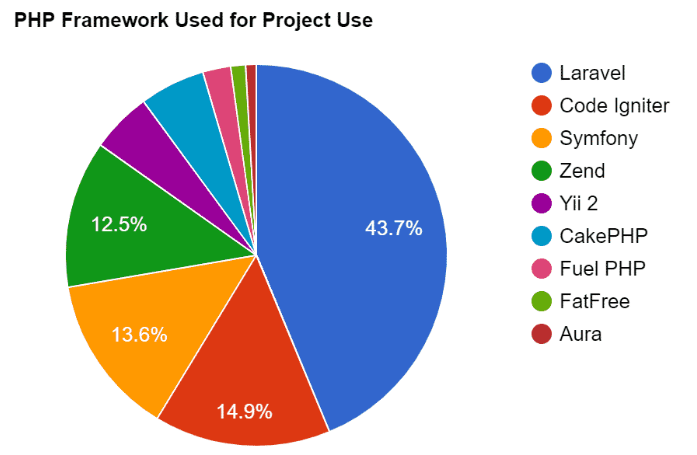 PHP Framework Used for Project Use
43.7%
14.9%
13.6%
12.5%
Laravel
Code Igniter
Symfony
Zend
Yii 2
CakePHP
Fuel PHP
FatFree
Aura